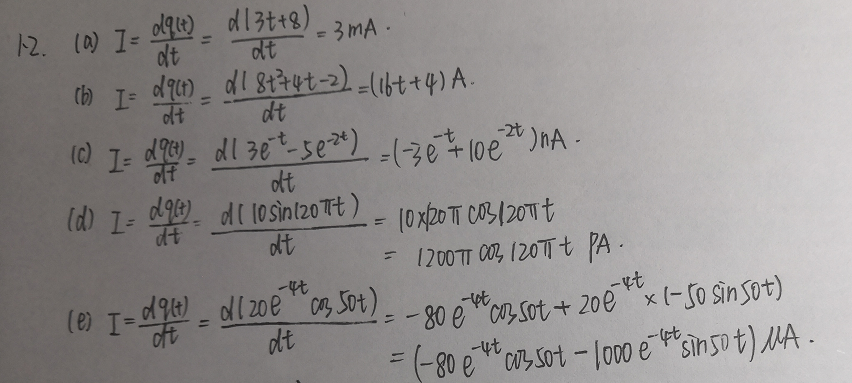 1-2. (a) I = dq(t)/dt = d(3t+8)/dt = 3mA.
(b) I = dq(t)/dt = d(8t²+4t-2)/dt = (16t+4) A.
(c) I = dq(t)/dt = d(3e^-t - 5e^-2t)/dt = (-3e^-t + 10e^-2t) nA.
(d) I = dq(t)/dt = d(10 sin120πt)/dt = 10×120π cos120πt
= 1200π cos120πt PA.
(e) I = dq(t)/dt = d(20e^-4t cos50t)/dt = -80e^-4t cos50t + 20e^-4t × (-50 sin50t)
= (-80e^-4t cos50t - 1000e^-4t sin50t) μA.